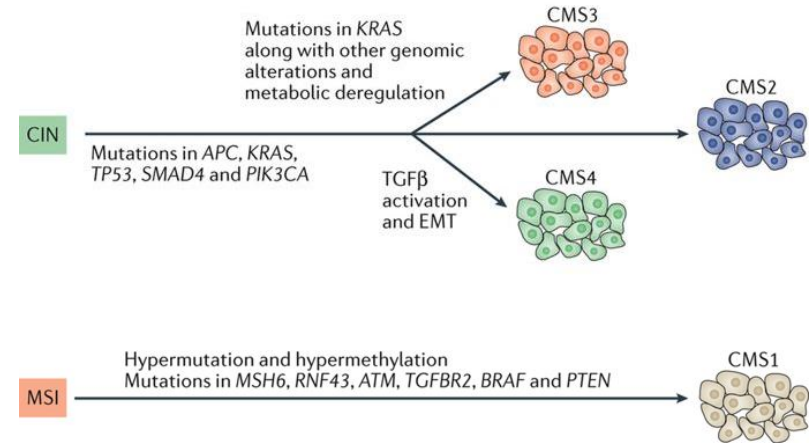 Mutations in KRAS
along with other genomic
alterations and
metabolic deregulation
CMS3
CMS2
CIN
Mutations in APC, KRAS,
TP53, SMAD4 and PIK3CA
TGFβ
activation
and EMT
CMS4
Hypermutation and hypermethylation
Mutations in MSH6, RNF43, ATM, TGFBR2, BRAF and PTEN
MSI
CMS1